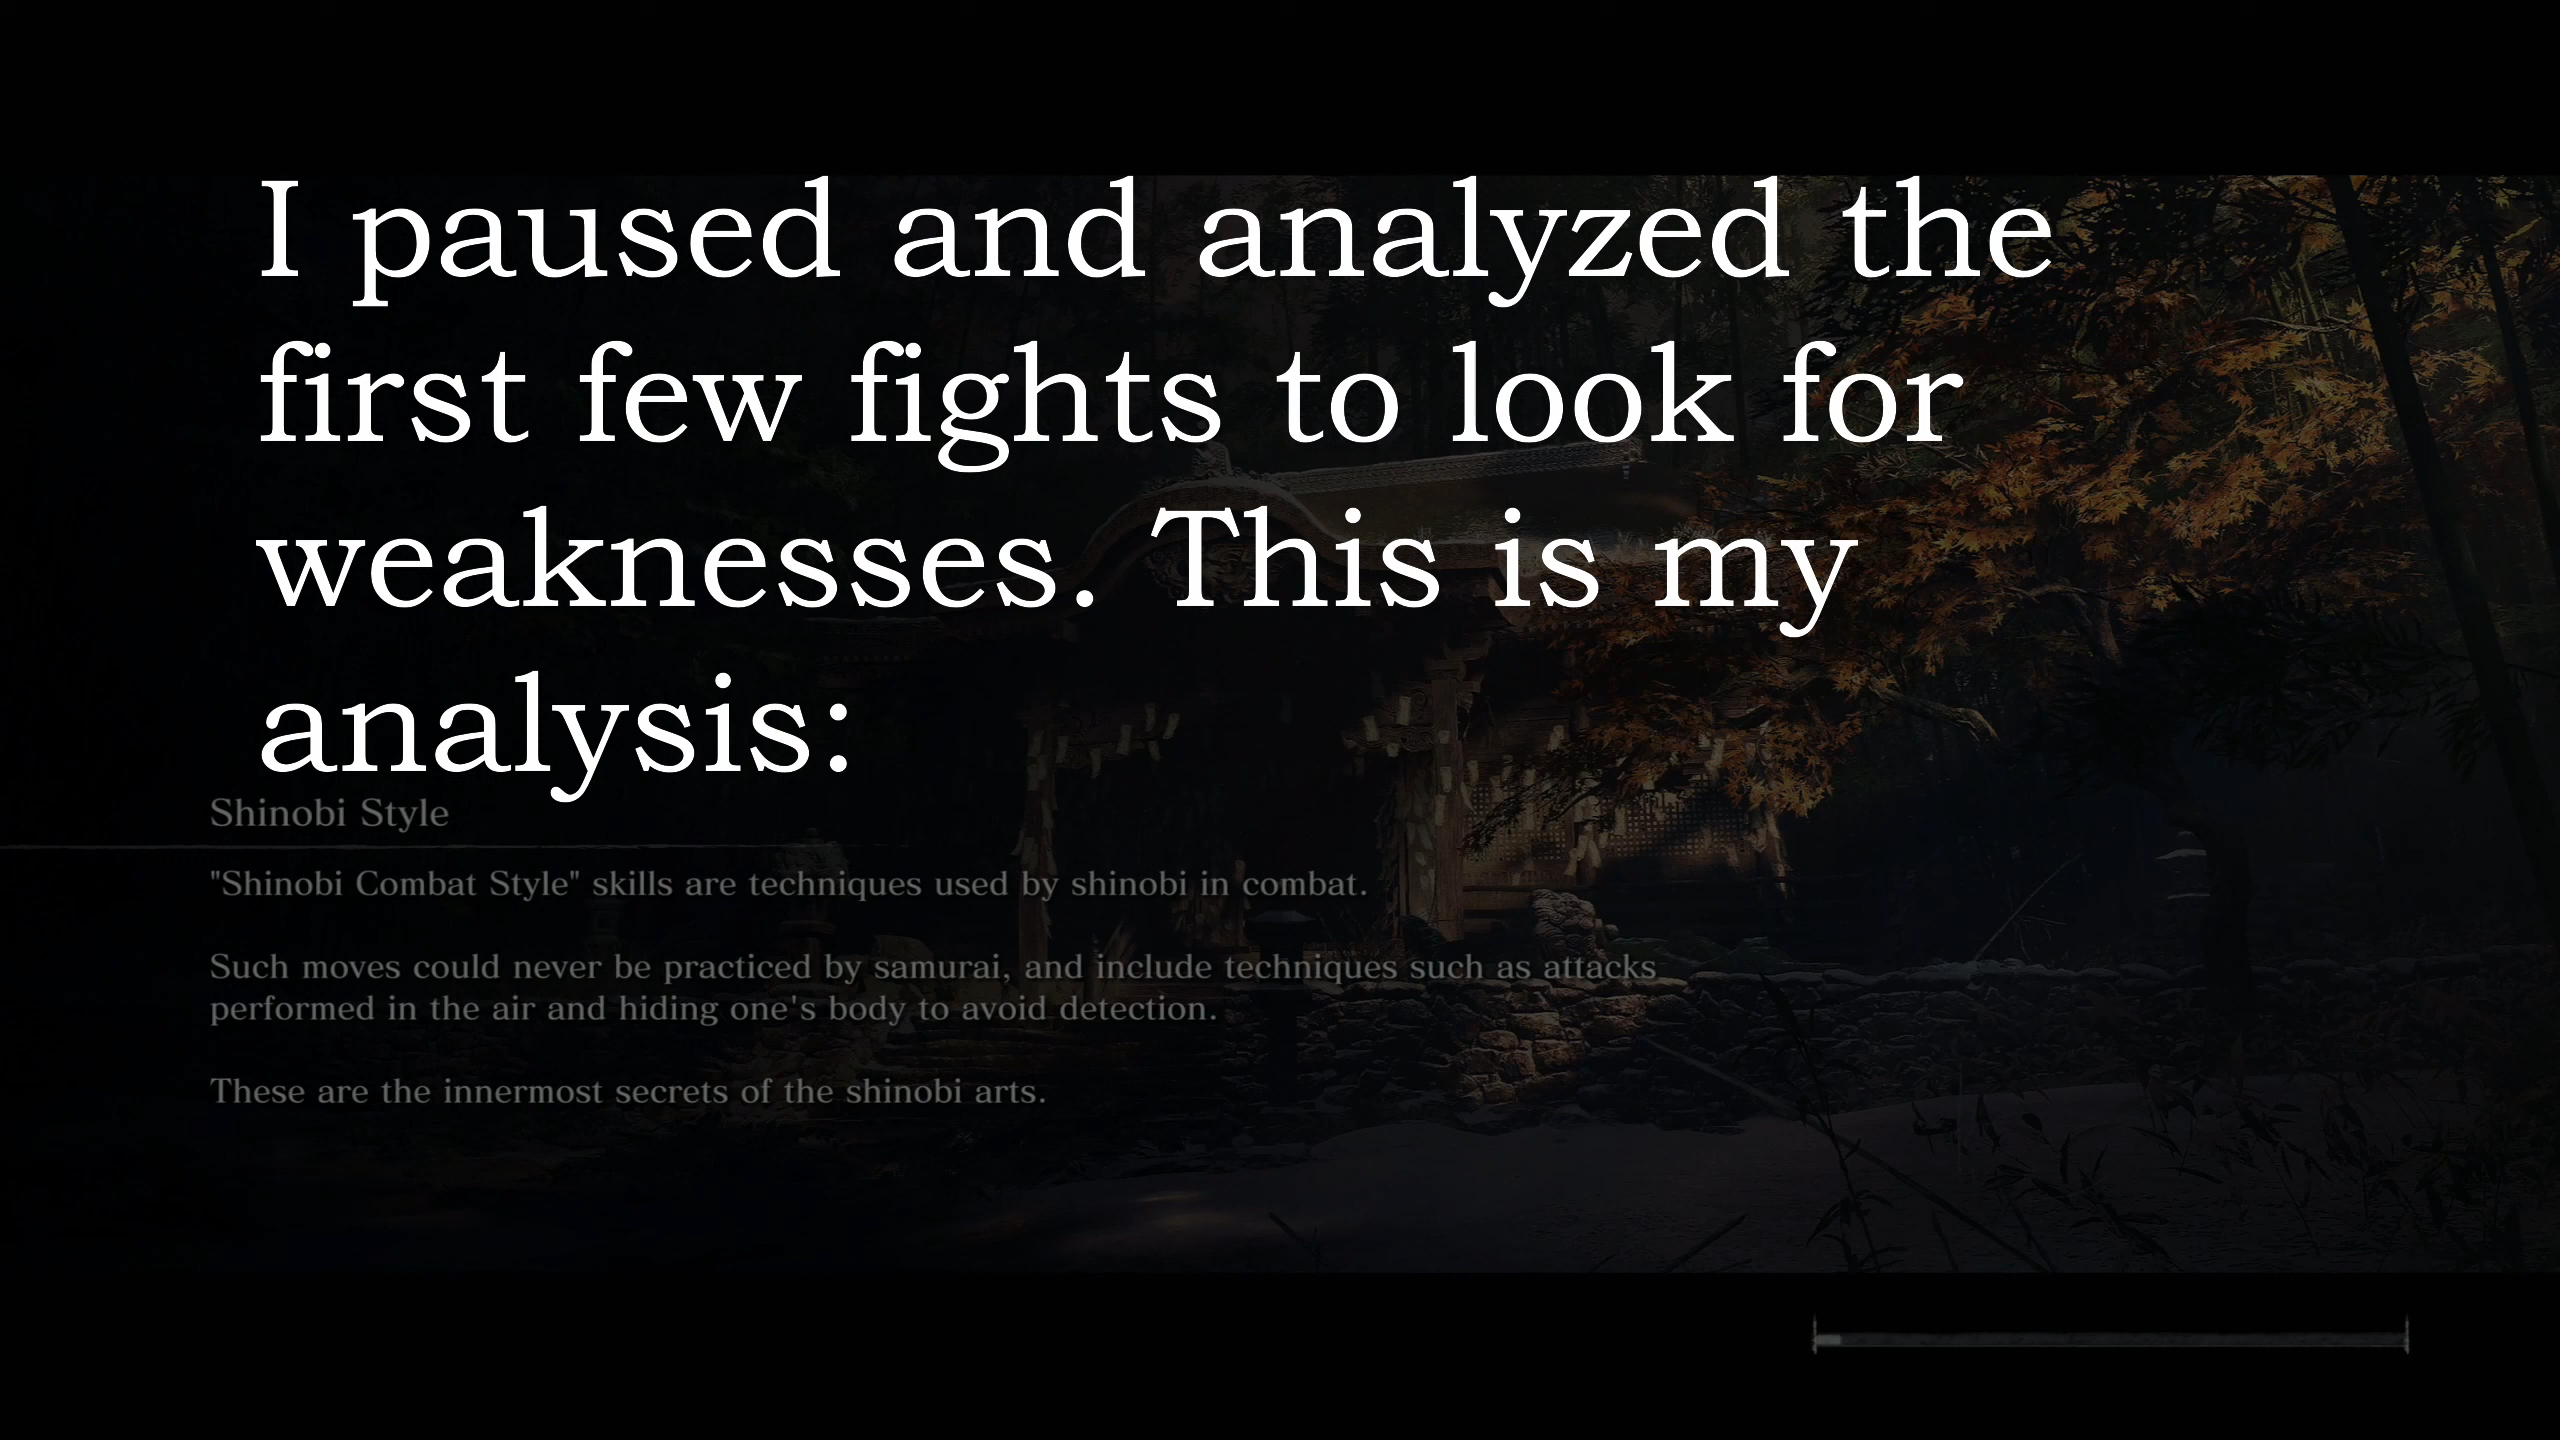 I paused and analyzed the
first few fights to look for
weaknesses. This is my
analysis:
Shinobi Style
"Shinobi Combat Style" skills are techniques used by shinobi in combat.
Such moves could never be practiced by samurai, and include techniques such as attacks
performed in the air and hiding one's body to avoid detection.
These are the innermost secrets of the shinobi arts.